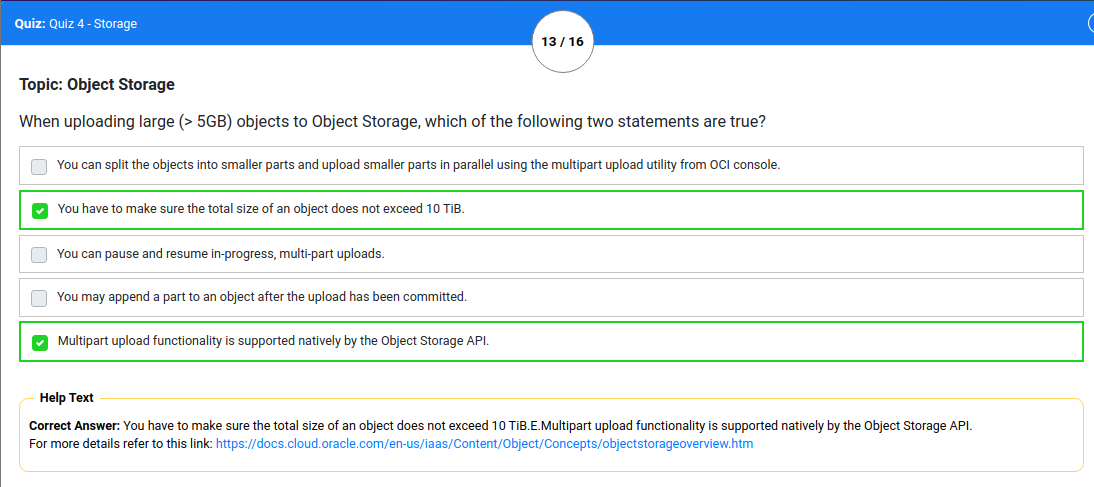 Quiz: Quiz 4 - Storage
13 / 16
Topic: Object Storage
When uploading large (> 5GB) objects to Object Storage, which of the following two statements are true?
You can split the objects into smaller parts and upload smaller parts in parallel using the multipart upload utility from OCI console.
You have to make sure the total size of an object does not exceed 10 TiB.
You can pause and resume in-progress, multi-part uploads.
You may append a part to an object after the upload has been committed.
Multipart upload functionality is supported natively by the Object Storage API.
Help Text
Correct Answer: You have to make sure the total size of an object does not exceed 10 TiB.E.Multipart upload functionality is supported natively by the Object Storage API.
For more details refer to this link: https://docs.cloud.oracle.com/en-us/iaas/Content/Object/Concepts/objectstorageoverview.htm